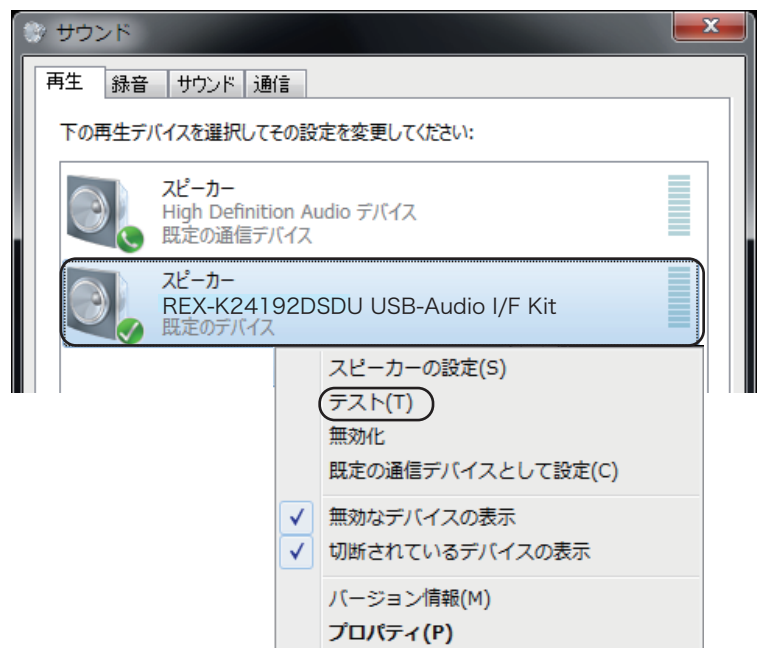 サウンド
再生 録音 サウンド 通信
下の再生デバイスを選択してその設定を変更してください:
スピーカー
High Definition Audio デバイス
既定の通信デバイス
スピーカー
REX-K24192DSDU USB-Audio I/F Kit
既定のデバイス
スピーカーの設定(S)
テスト(T)
無効化
既定の通信デバイスとして設定(C)
無効なデバイスの表示
切断されているデバイスの表示
バージョン情報(M)
プロパティ(P)